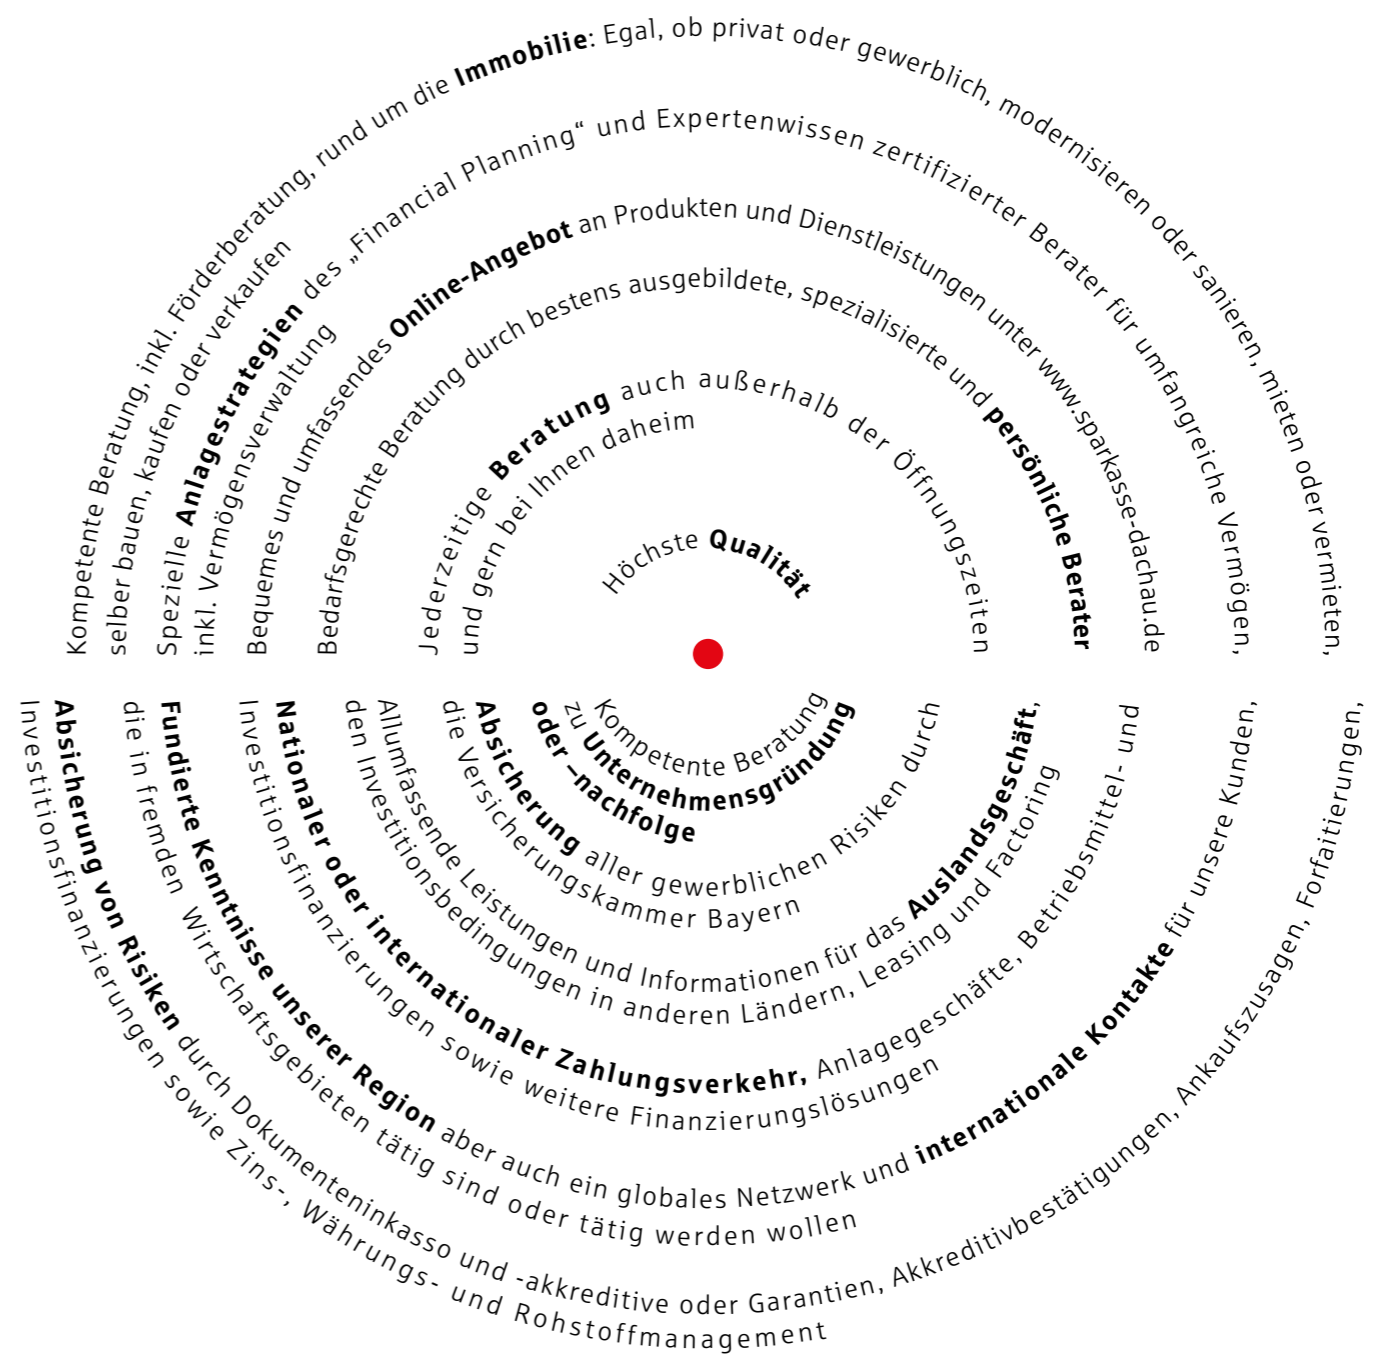 Kompetente Beratung, inkl. Förderberatung, rund um die Immobilie: Egal, ob privat oder gewerblich, modernisieren oder sanieren, mieten oder vermieten,
selber bauen, kaufen oder verkaufen
Spezielle Anlagestrategien des „Financial Planning“ und Expertenwissen zertifizierter Berater für umfangreiche Vermögen,
inkl. Vermögensverwaltung
Bequemes und umfassendes Online-Angebot an Produkten und Dienstleistungen unter www.sparkasse-dachau.de
Bedarfsgerechte Beratung durch bestens ausgebildete, spezialisierte und persönliche Berater
Jederzeitige Beratung auch außerhalb der Öffnungszeiten
und gern bei Ihnen daheim
Höchste Qualität
Kompetente Beratung
zu Unternehmensgründung
oder –nachfolge
Absicherung aller gewerblichen Risiken durch
die Versicherungskammer Bayern
Allumfassende Leistungen und Informationen für das Auslandsgeschäft,
den Investitionsbedingungen in anderen Ländern, Leasing und Factoring
Nationaler oder internationaler Zahlungsverkehr, Anlagegeschäfte, Betriebsmittel- und
Investitionsfinanzierungen sowie weitere Finanzierungslösungen
Fundierte Kenntnisse unserer Region aber auch ein globales Netzwerk und internationale Kontakte für unsere Kunden,
die in fremden Wirtschaftsgebieten tätig sind oder tätig werden wollen
Absicherung von Risiken durch Dokumenteninkasso und -akkreditive oder Garantien, Akkreditivbestätigungen, Ankaufszusagen, Forfaitierungen,
Investitionsfinanzierungen sowie Zins-, Währungs- und Rohstoffmanagement